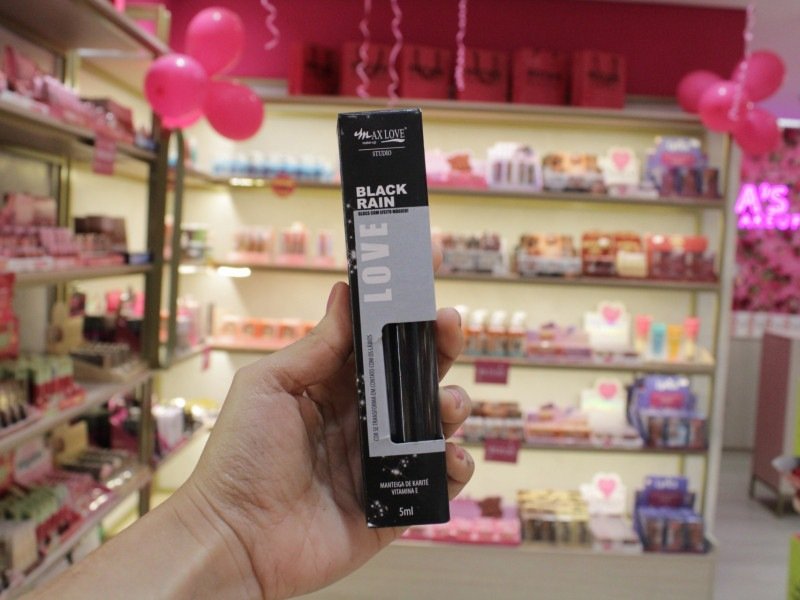 MAX LOVE
make-up
STUDIO
BLACK
RAIN
GLOSS COM EFEITO MÁGICO!
LOVE
COR SE TRANSFORMA EM CONTATO COM OS LÁBIOS
MANTEIGA DE KARITÉ
VITAMINA E
5ml
A'S